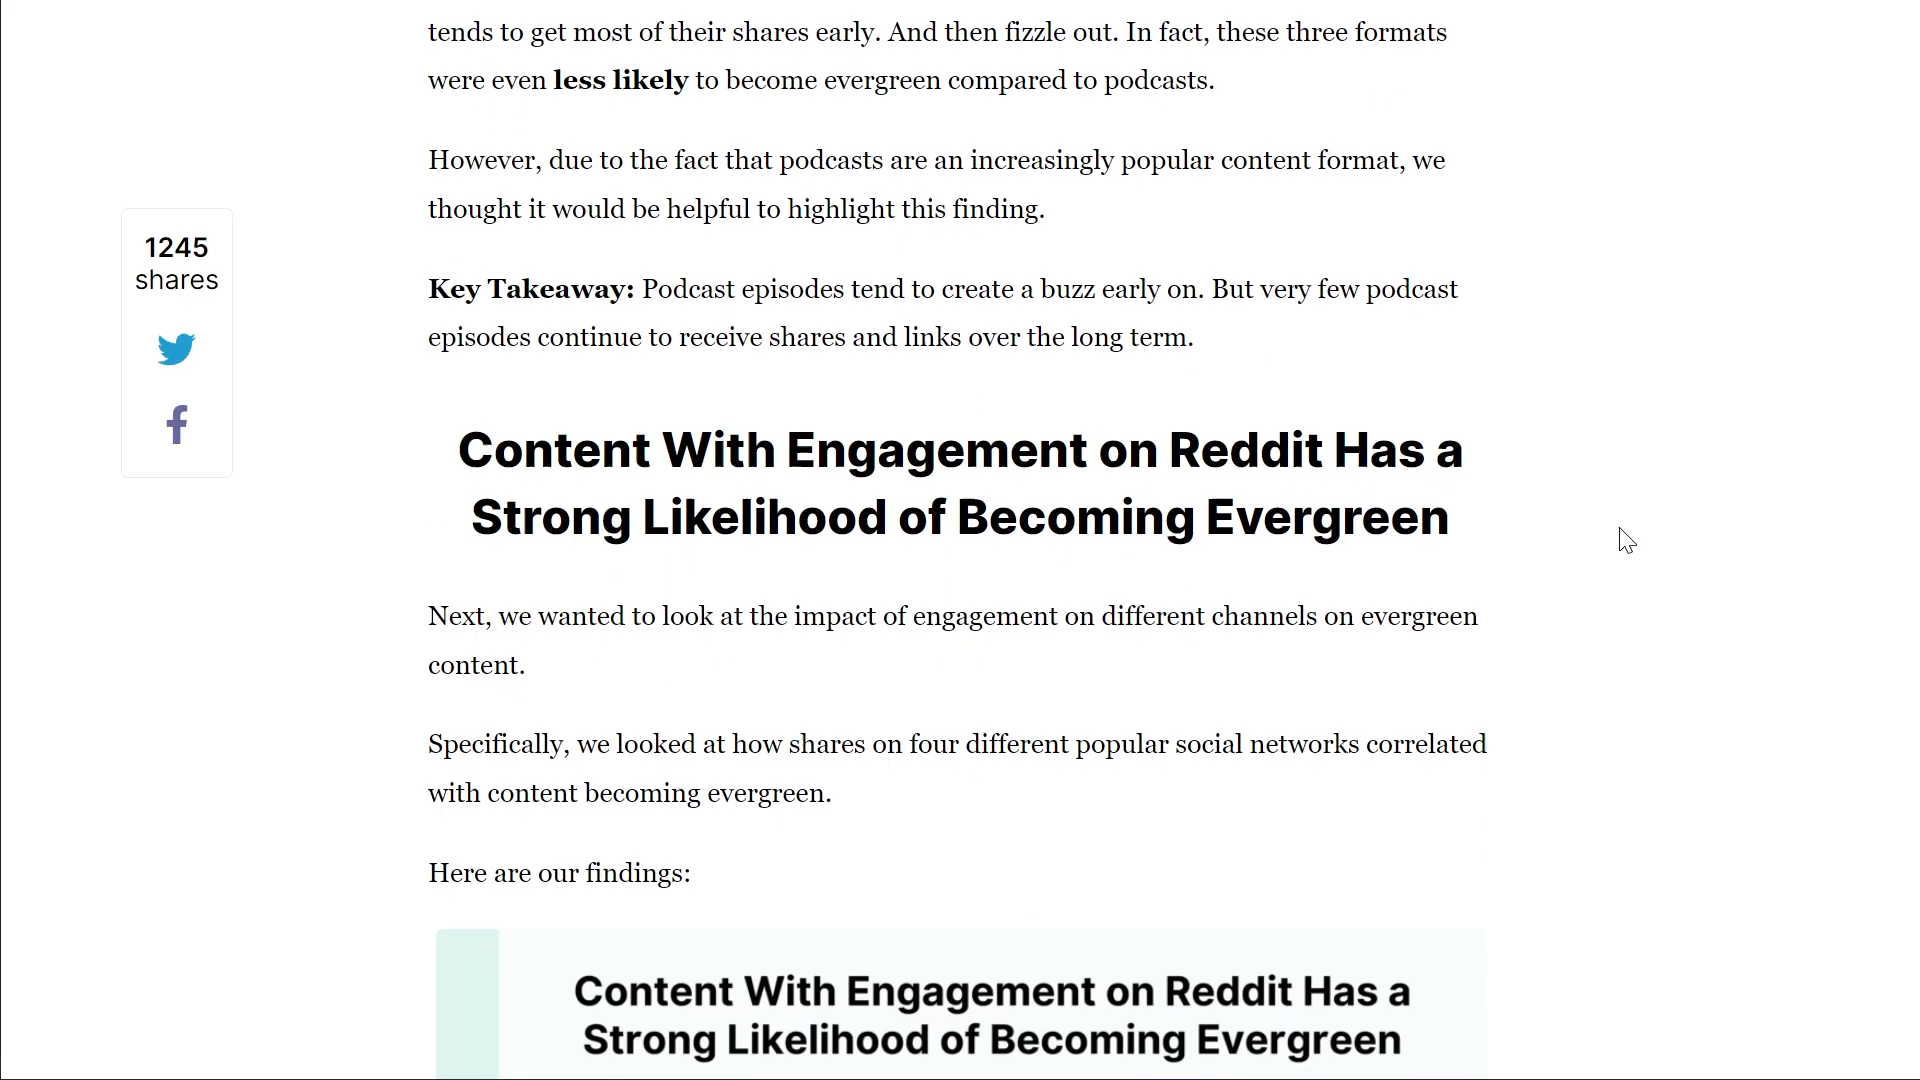 tends to get most of their shares early. And then fizzle out. In fact, these three formats
were even less likely to become evergreen compared to podcasts.
However, due to the fact that podcasts are an increasingly popular content format, we
thought it would be helpful to highlight this finding.
1245
shares
Key Takeaway: Podcast episodes tend to create a buzz early on. But very few podcast
episodes continue to receive shares and links over the long term.
Content With Engagement on Reddit Has a
Strong Likelihood of Becoming Evergreen
Next, we wanted to look at the impact of engagement on different channels on evergreen
content.
Specifically, we looked at how shares on four different popular social networks correlated
with content becoming evergreen.
Here are our findings:
Content With Engagement on Reddit Has a
Strong Likelihood of Becoming Evergreen